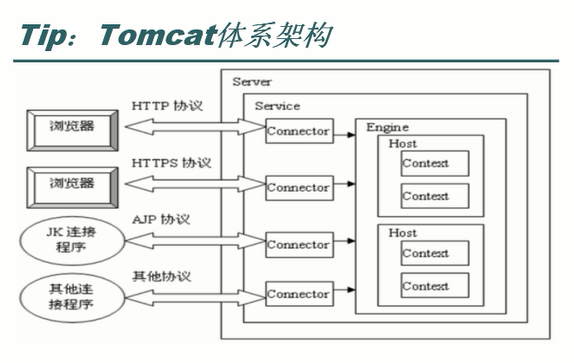 Tip：Tomcat体系架构
Server
Service
HTTP 协议
浏览器
Connector
Engine
Host
Context
Context
HTTPS 协议
浏览器
Connector
AJP 协议
JK 连接
程序
Connector
Host
Context
Context
其他协议
其他连
接程序
Connector